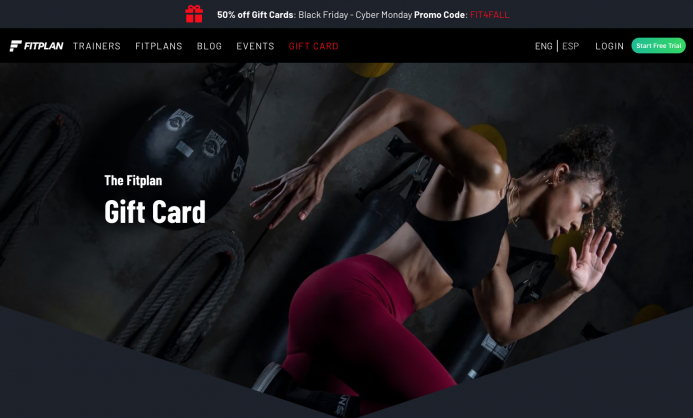 50% off Gift Cards: Black Friday - Cyber Monday Promo Code: FIT4FALL
FITPLAN TRAINERS FITPLANS BLOG EVENTS GIFT CARD ENG | ESP LOGIN Start Free Trial
The Fitplan
Gift Card